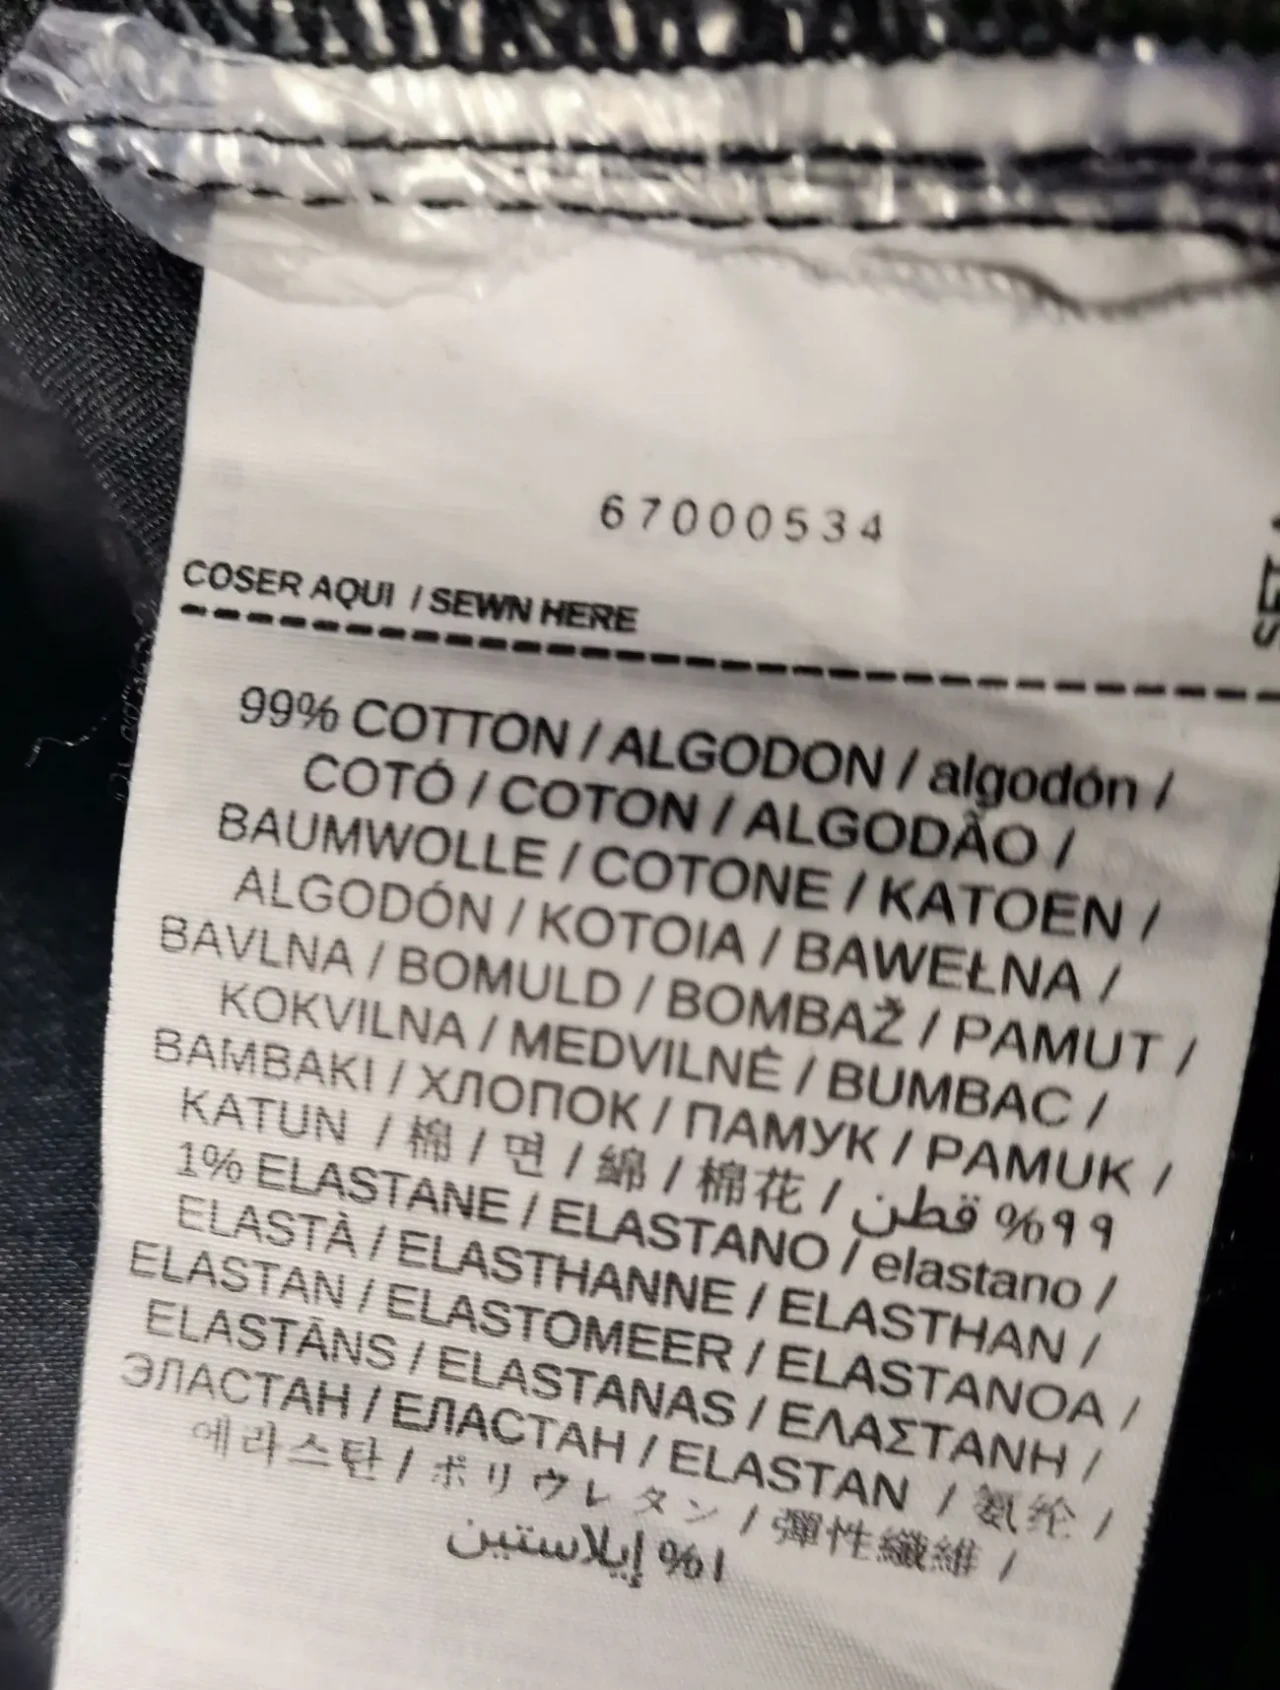 67000534
COSER AQUI / SEWN HERE
99% COTTON / ALGODON / algodón /
COTÓ / COTON / ALGODÃO /
BAUMWOLLE / COTONE / KATOEN /
ALGODÓN / KOTOIA / BAWEŁNA /
BAVLNA / BOMULD / BOMBAŽ / PAMUT /
KOKVILNA / MEDVILNĖ / BUMBAC /
BAMBAKI / ХЛОПОК / ПАМУК / PAMUK /
KATUN / 棉 / 면 / 綿 / 棉花 / ٩٩% قطن
1% ELASTANE / ELASTANO / elastano /
ELASTÀ / ELASTHANNE / ELASTHAN /
ELASTAN / ELASTOMEER / ELASTANOA /
ELASTĀNS / ELASTANAS / ΕΛΑΣΤΑΝΗ /
ЭЛАСТАН / ЕЛАСТАН / ELASTAN / 氨纶 /
에라스탄 / ポリウレタン / 彈性纖維 /
١% إيلاستين